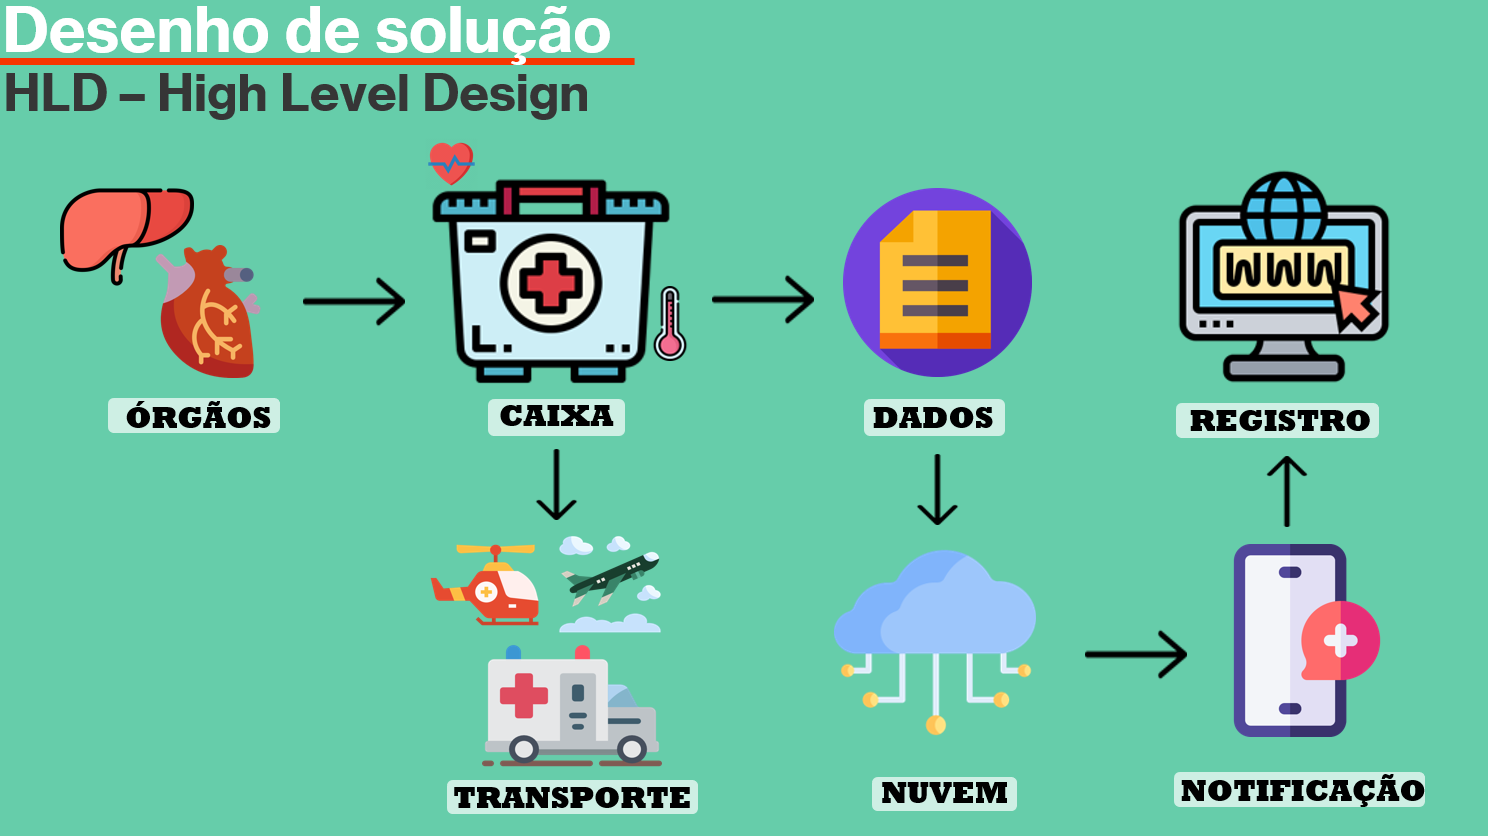 Desenho de solução
HLD – High Level Design
WWW
ÓRGÃOS
CAIXA
DADOS
REGISTRO
TRANSPORTE
NUVEM
NOTIFICAÇÃO